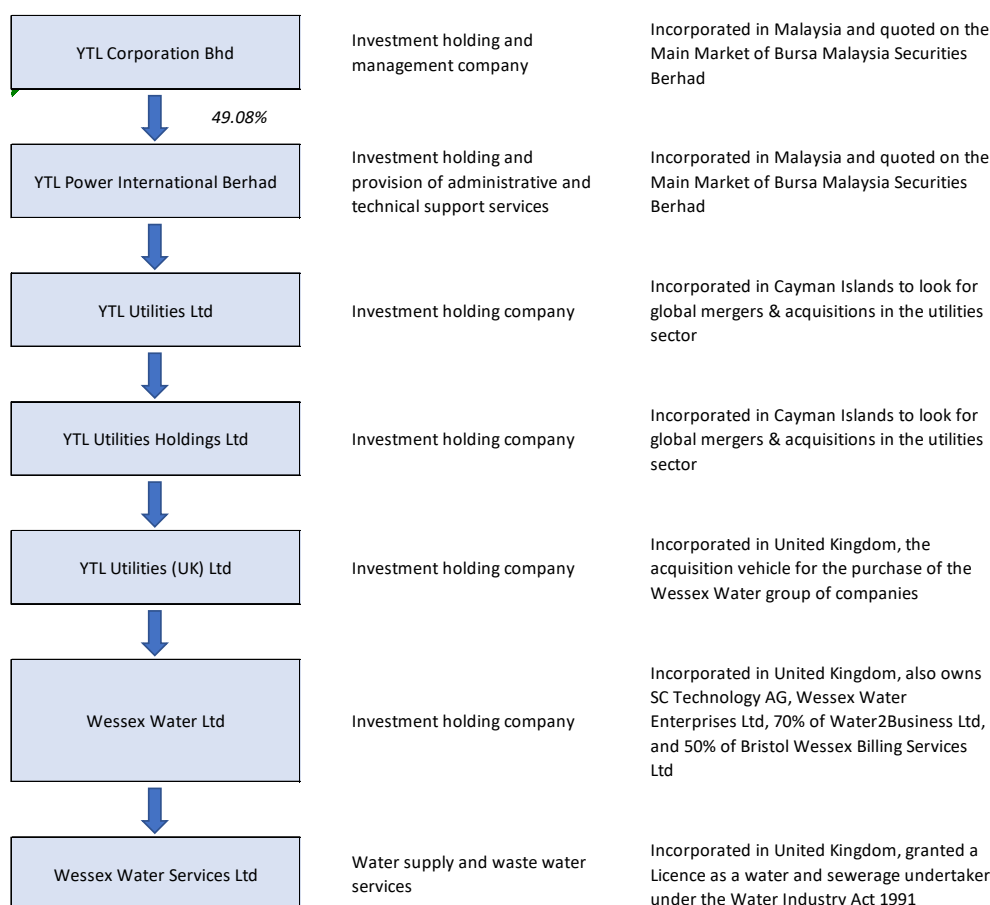 YTL Corporation Bhd
Investment holding and
management company
Incorporated in Malaysia and quoted on the
Main Market of Bursa Malaysia Securities
Berhad
49.08%
YTL Power International Berhad
Investment holding and
provision of administrative and
technical support services
Incorporated in Malaysia and quoted on the
Main Market of Bursa Malaysia Securities
Berhad
YTL Utilities Ltd
Investment holding company
Incorporated in Cayman Islands to look for
global mergers & acquisitions in the utilities
sector
YTL Utilities Holdings Ltd
Investment holding company
Incorporated in Cayman Islands to look for
global mergers & acquisitions in the utilities
sector
YTL Utilities (UK) Ltd
Investment holding company
Incorporated in United Kingdom, the
acquisition vehicle for the purchase of the
Wessex Water group of companies
Wessex Water Ltd
Investment holding company
Incorporated in United Kingdom, also owns
SC Technology AG, Wessex Water
Enterprises Ltd, 70% of Water2Business Ltd,
and 50% of Bristol Wessex Billing Services
Ltd
Wessex Water Services Ltd
Water supply and waste water
services
Incorporated in United Kingdom, granted a
Licence as a water and sewerage undertaker
under the Water Industry Act 1991